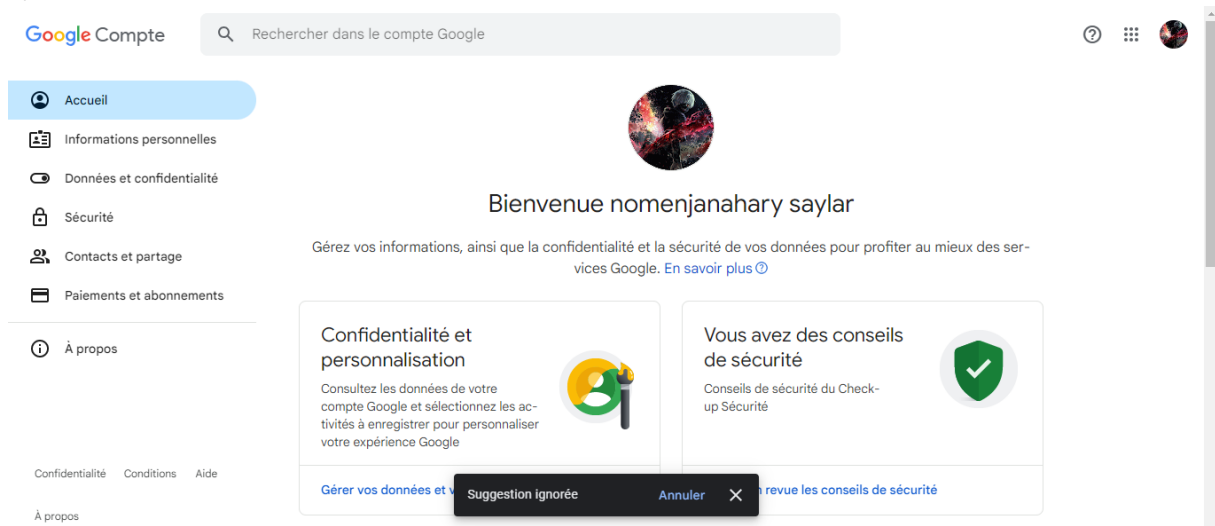 Google Compte
Rechercher dans le compte Google
Accueil
Informations personnelles
Données et confidentialité
Sécurité
Contacts et partage
Paiements et abonnements
À propos
Confidentialité Conditions Aide
À propos
Bienvenue nomenjanahary saylar
Gérez vos informations, ainsi que la confidentialité et la sécurité de vos données pour profiter au mieux des ser-
vices Google. En savoir plus
Confidentialité et
personnalisation
Consultez les données de votre
compte Google et sélectionnez les ac-
tivités à enregistrer pour personnaliser
votre expérience Google
Gérer vos données et
Vous avez des conseils
de sécurité
Conseils de sécurité du Check-
up Sécurité
revue les conseils de sécurité
Suggestion ignorée Annuler